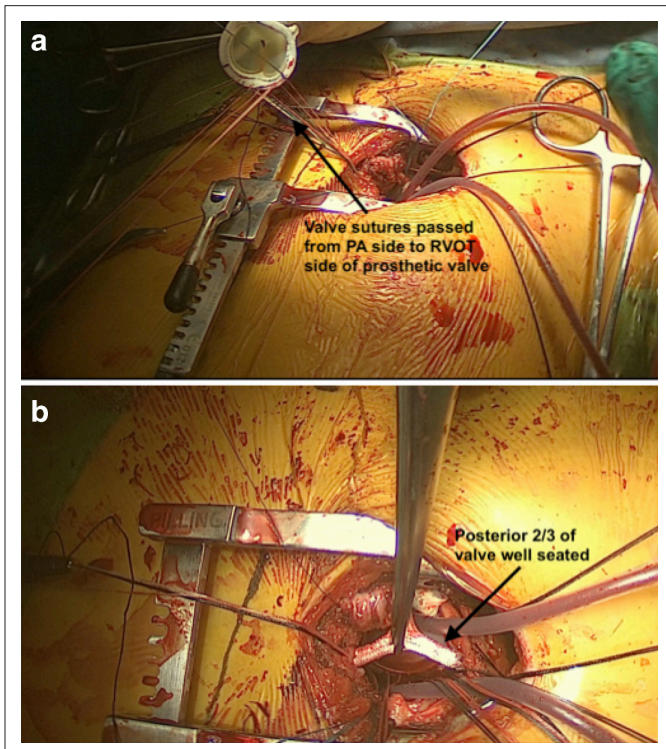 a
Valve sutures passed
from PA side to RVOT
side of prosthetic valve
b
PILLING
Posterior 2/3 of
valve well seated